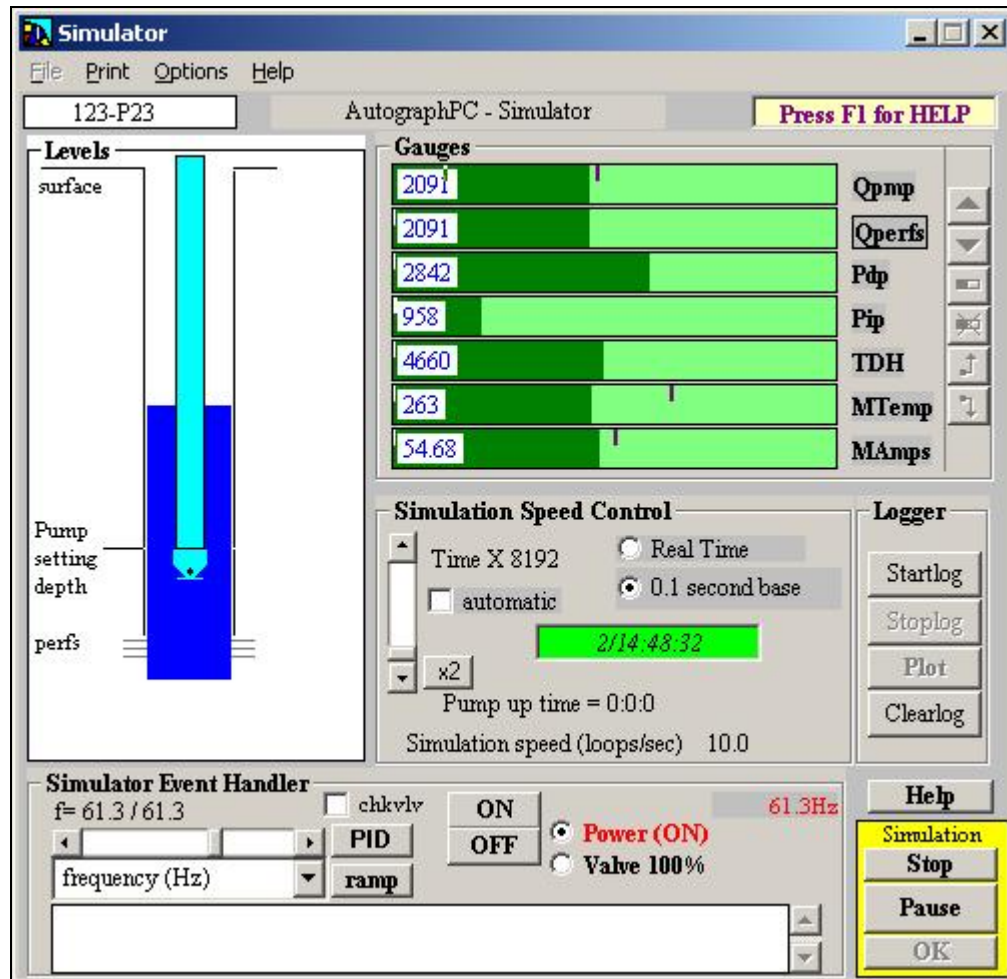 Simulator
File Print Options Help
123-P23
AutographPC - Simulator
Press F1 for HELP
Levels
surface
Pump
setting
depth
perfs
Gauges
2091 Qpmp
2091 Qperfs
2842 Pdp
958 Pip
4660 TDH
263 MTemp
54.68 MAmps
Simulation Speed Control
Time X 8192
Real Time
automatic
0.1 second base
2/14:48:32
x2
Pump up time = 0:0:0
Simulation speed (loops/sec) 10.0
Logger
Startlog
Stoplog
Plot
Clearlog
Simulator Event Handler
f= 61.3 / 61.3
chkvlv
ON
61.3Hz
PID
OFF
Power (ON)
frequency (Hz)
ramp
Valve 100%
Help
Simulation
Stop
Pause
OK